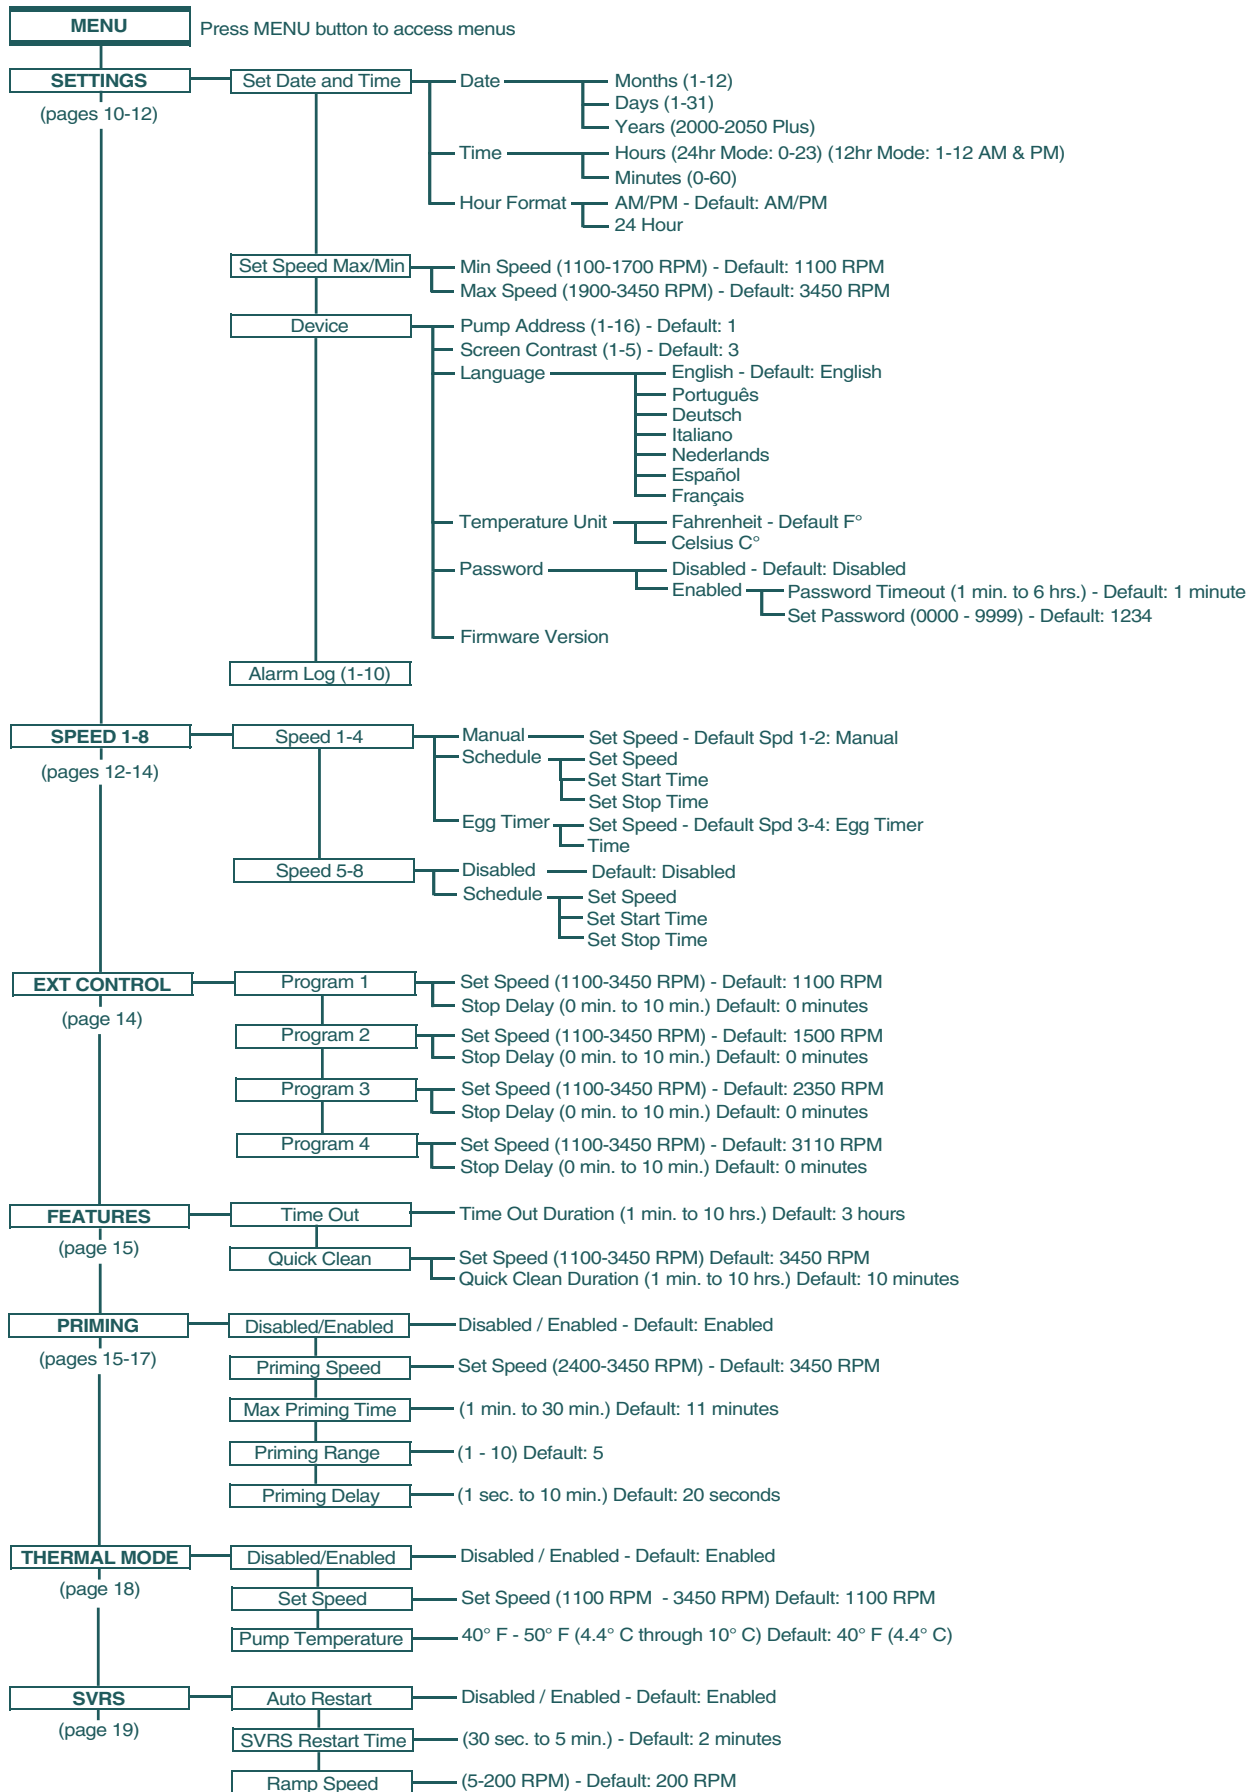 MENU
Press MENU button to access menus
SETTINGS
(pages 10-12)
Set Date and Time
Date
Months (1-12)
Days (1-31)
Years (2000-2050 Plus)
Time
Hours (24hr Mode: 0-23) (12hr Mode: 1-12 AM & PM)
Minutes (0-60)
Hour Format
AM/PM - Default: AM/PM
24 Hour
Set Speed Max/Min
Min Speed (1100-1700 RPM) - Default: 1100 RPM
Max Speed (1900-3450 RPM) - Default: 3450 RPM
Device
Pump Address (1-16) - Default: 1
Screen Contrast (1-5) - Default: 3
Language
English - Default: English
Português
Deutsch
Italiano
Nederlands
Español
Français
Temperature Unit
Fahrenheit - Default F°
Celsius C°
Password
Disabled - Default: Disabled
Enabled
Password Timeout (1 min. to 6 hrs.) - Default: 1 minute
Set Password (0000 - 9999) - Default: 1234
Firmware Version
Alarm Log (1-10)
SPEED 1-8
(pages 12-14)
Speed 1-4
Manual
Set Speed - Default Spd 1-2: Manual
Schedule
Set Speed
Set Start Time
Set Stop Time
Egg Timer
Set Speed - Default Spd 3-4: Egg Timer
Time
Speed 5-8
Disabled
Default: Disabled
Schedule
Set Speed
Set Start Time
Set Stop Time
EXT CONTROL
(page 14)
Program 1
Set Speed (1100-3450 RPM) - Default: 1100 RPM
Stop Delay (0 min. to 10 min.) Default: 0 minutes
Program 2
Set Speed (1100-3450 RPM) - Default: 1500 RPM
Stop Delay (0 min. to 10 min.) Default: 0 minutes
Program 3
Set Speed (1100-3450 RPM) - Default: 2350 RPM
Stop Delay (0 min. to 10 min.) Default: 0 minutes
Program 4
Set Speed (1100-3450 RPM) - Default: 3110 RPM
Stop Delay (0 min. to 10 min.) Default: 0 minutes
FEATURES
(page 15)
Time Out
Time Out Duration (1 min. to 10 hrs.) Default: 3 hours
Quick Clean
Set Speed (1100-3450 RPM) Default: 3450 RPM
Quick Clean Duration (1 min. to 10 hrs.) Default: 10 minutes
PRIMING
(pages 15-17)
Disabled/Enabled
Disabled / Enabled - Default: Enabled
Priming Speed
Set Speed (2400-3450 RPM) - Default: 3450 RPM
Max Priming Time
(1 min. to 30 min.) Default: 11 minutes
Priming Range
(1 - 10) Default: 5
Priming Delay
(1 sec. to 10 min.) Default: 20 seconds
THERMAL MODE
(page 18)
Disabled/Enabled
Disabled / Enabled - Default: Enabled
Set Speed
Set Speed (1100 RPM - 3450 RPM) Default: 1100 RPM
Pump Temperature
40° F - 50° F (4.4° C through 10° C) Default: 40° F (4.4° C)
SVRS
(page 19)
Auto Restart
Disabled / Enabled - Default: Enabled
SVRS Restart Time
(30 sec. to 5 min.) - Default: 2 minutes
Ramp Speed
(5-200 RPM) - Default: 200 RPM